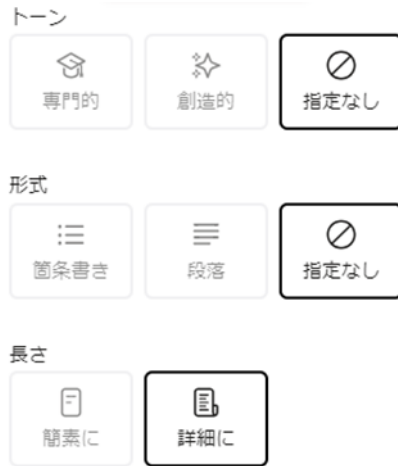 トーン
専門的
創造的
指定なし
形式
箇条書き
段落
指定なし
長さ
簡素に
詳細に